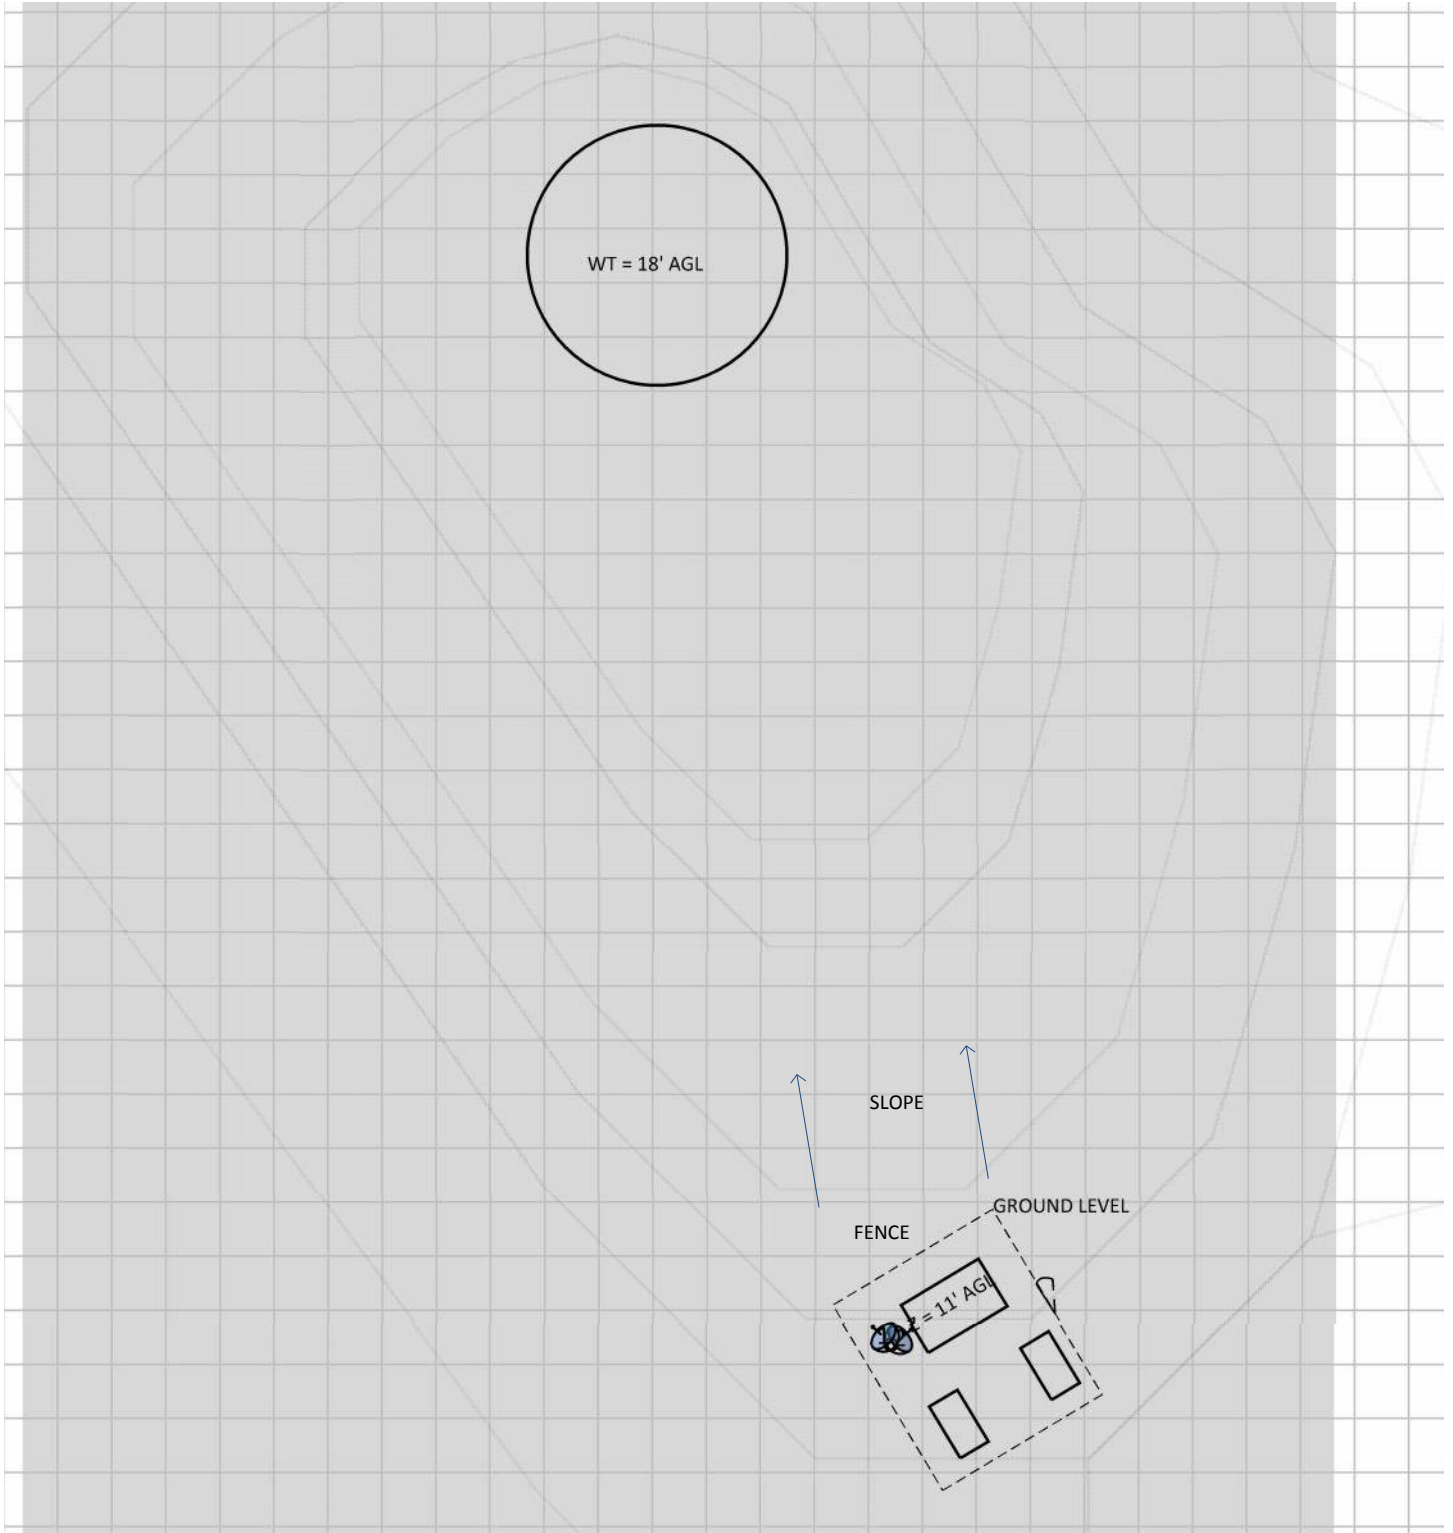 WT = 18' AGL
SLOPE
GROUND LEVEL
FENCE
= 11' AGL